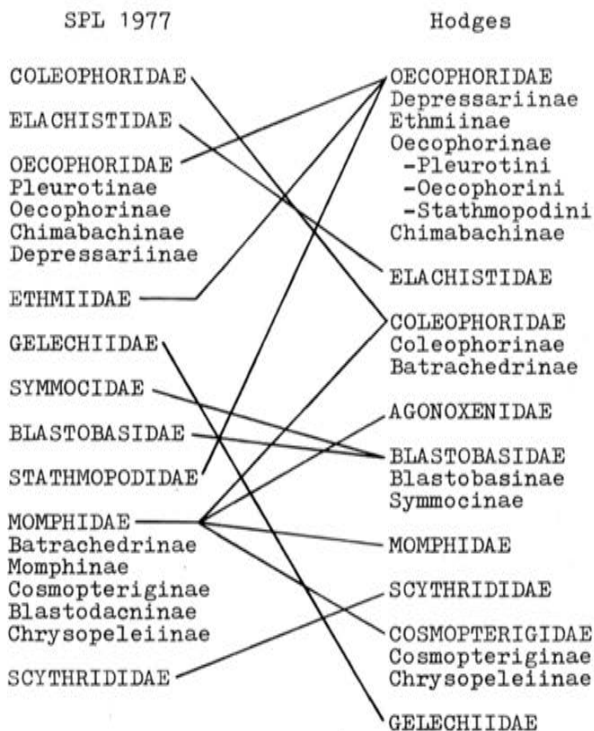 SPL 1977
COLEOPHORIDAE
ELACHISTIDAE
OECOPHORIDAE
Pleurotinae
Oecophorinae
Chimabachinae
Depressariinae
ETHMIIDAE
GELECHIIDAE
SYMMOCIDAE
BLASTOBASIDAE
STATHMOPODIDAE
MOMPHIDAE
Batrachedrinae
Momphinae
Cosmopteriginae
Blastodacninae
Chrysopeleiinae
SCYTHRIDIDAE
Hodges
OECOPHORIDAE
Depressariinae
Ethmiinae
Oecophorinae
-Pleurotini
-Oecophorini
-Stathmopodini
Chimabachinae
ELACHISTIDAE
COLEOPHORIDAE
Coleophorinae
Batrachedrinae
AGONOXENIDAE
BLASTOBASIDAE
Blastobasinae
Symmocinae
MOMPHIDAE
SCYTHRIDIDAE
COSMOPTERIGIDAE
Cosmopteriginae
Chrysopeleiinae
GELECHIIDAE